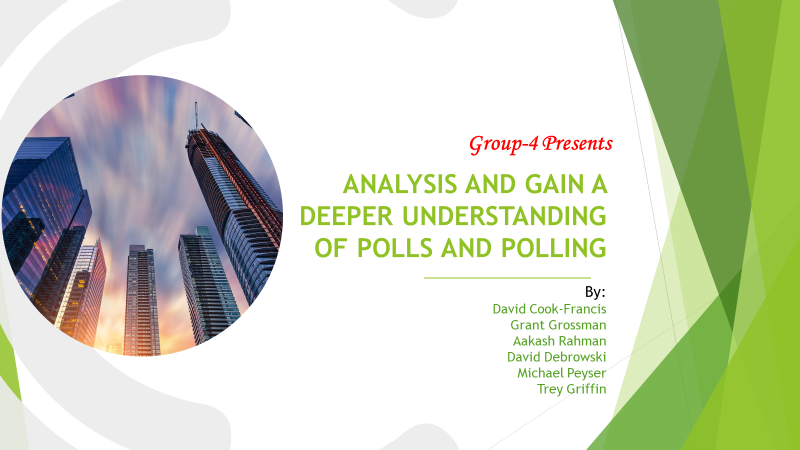 Group-4 Presents
ANALYSIS AND GAIN A
DEEPER UNDERSTANDING
OF POLLS AND POLLING
By:
David Cook-Francis
Grant Grossman
Aakash Rahman
David Debrowski
Michael Peyser
Trey Griffin